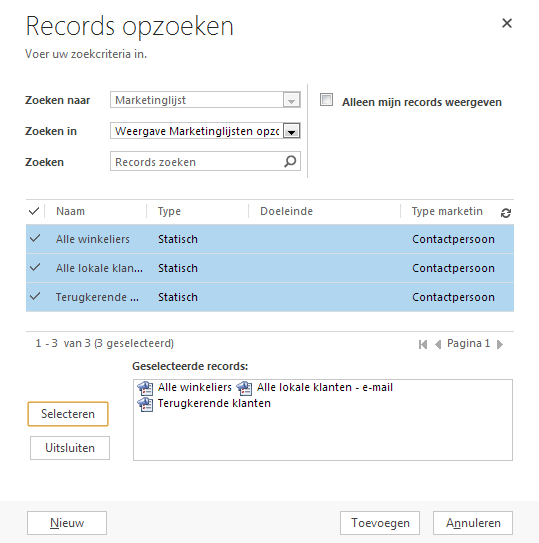 Records opzoeken
Voer uw zoekcriteria in.
Zoeken naar Marketinglijst Alleen mijn records weergeven
Zoeken in Weergave Marketinglijsten opzo
Zoeken Records zoeken
Naam Type Doeleinde Type marketin
Alle winkeliers Statisch Contactpersoon
Alle lokale klan... Statisch Contactpersoon
Terugkerende ... Statisch Contactpersoon
1 - 3 van 3 (3 geselecteerd) Pagina 1
Geselecteerde records:
Alle winkeliers Alle lokale klanten - e-mail
Terugkerende klanten
Selecteren
Uitsluiten
Nieuw Toevoegen Annuleren